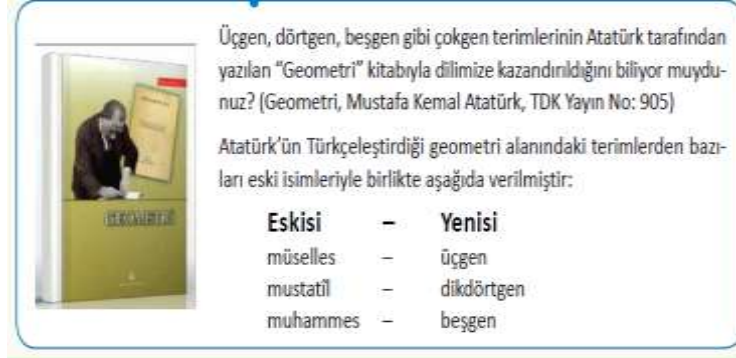 Üçgen, dörtgen, beşgen gibi çokgen terimlerinin Atatürk tarafından
yazılan “Geometri” kitabıyla dilimize kazandırıldığını biliyor muydu-
nuz? (Geometri, Mustafa Kemal Atatürk, TDK Yayın No: 905)
Atatürk’ün Türkçeleştirdiği geometri alanındaki terimlerden bazı-
ları eski isimleriyle birlikte aşağıda verilmiştir:
Eskisi – Yenisi
müselles – üçgen
mustatîl – dikdörtgen
muhammes – beşgen
GEOMETRİ